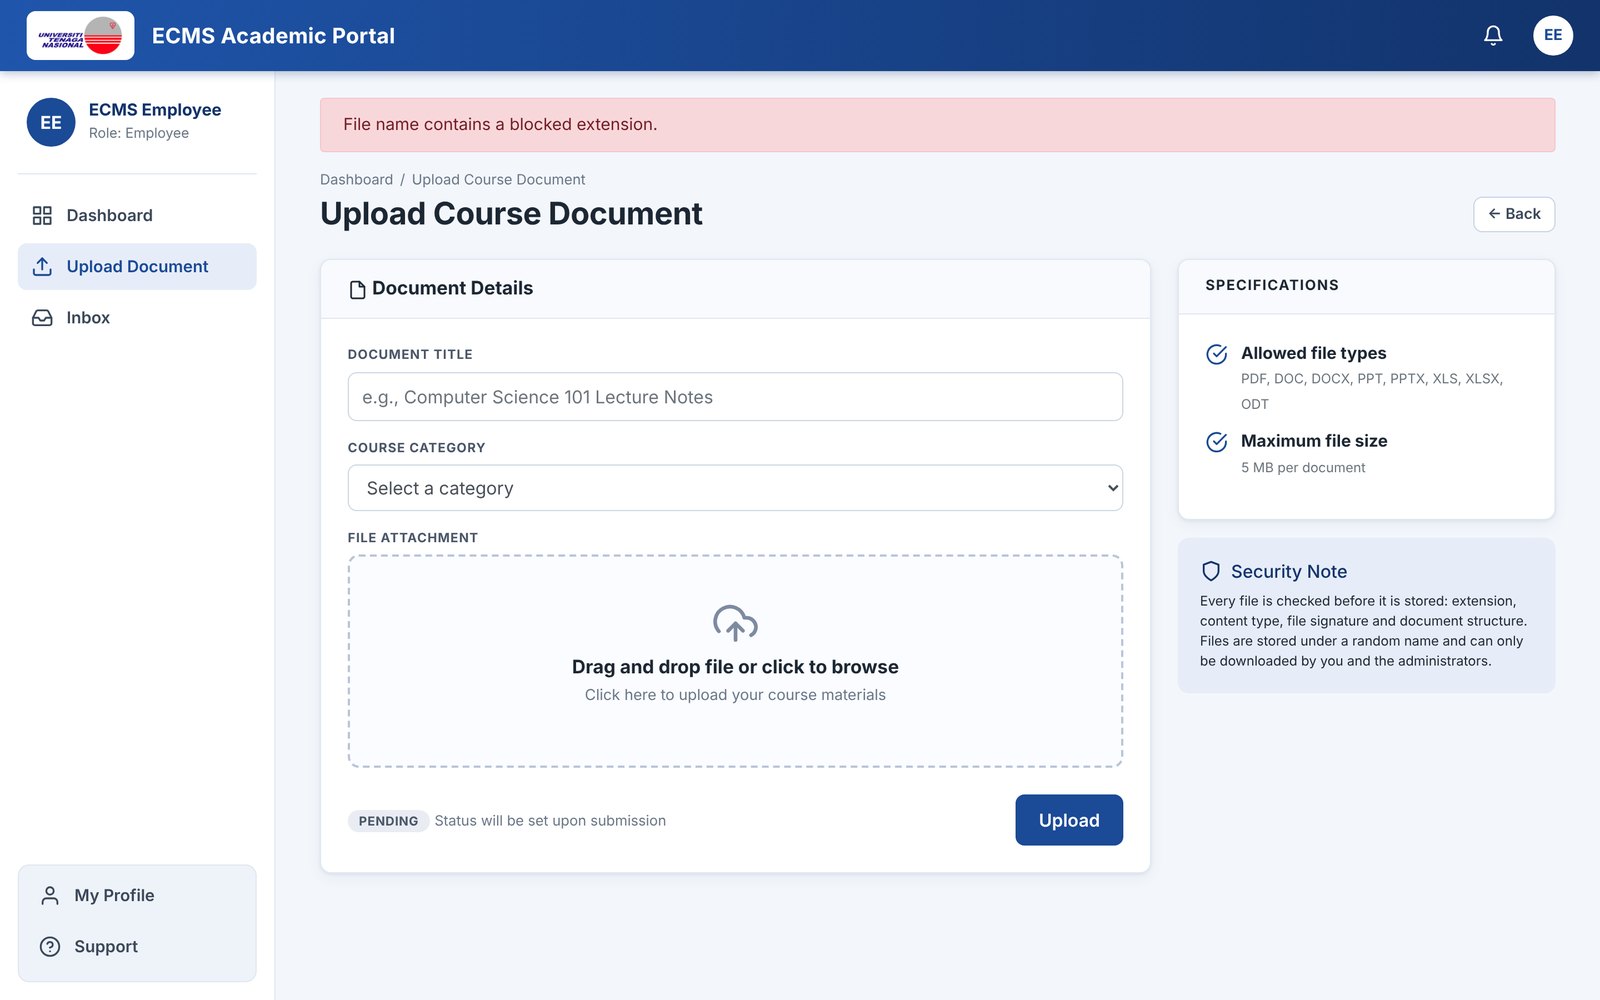 UNIVERSITI
TENAGA
NASIONAL
ECMS Academic Portal
EE
EE
ECMS Employee
Role: Employee
Dashboard
Upload Document
Inbox
My Profile
Support
File name contains a blocked extension.
Dashboard / Upload Course Document
Upload Course Document
← Back
Document Details
DOCUMENT TITLE
e.g., Computer Science 101 Lecture Notes
COURSE CATEGORY
Select a category
FILE ATTACHMENT
Drag and drop file or click to browse
Click here to upload your course materials
PENDING Status will be set upon submission
Upload
SPECIFICATIONS
Allowed file types
PDF, DOC, DOCX, PPT, PPTX, XLS, XLSX,
ODT
Maximum file size
5 MB per document
Security Note
Every file is checked before it is stored: extension,
content type, file signature and document structure.
Files are stored under a random name and can only
be downloaded by you and the administrators.